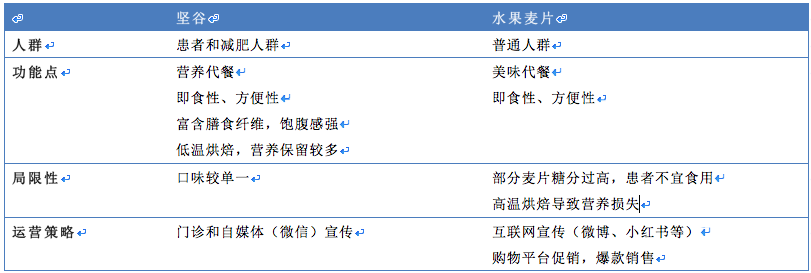 坚谷 水果麦片
人群 患者和减肥人群 普通人群
功能点 营养代餐 美味代餐
即食性、方便性 即食性、方便性
富含膳食纤维，饱腹感强
低温烘焙，营养保留较多
局限性 口味较单一 部分麦片糖分过高，患者不宜食用
高温烘焙导致营养损失
运营策略 门诊和自媒体（微信）宣传 互联网宣传（微博、小红书等）
购物平台促销，爆款销售